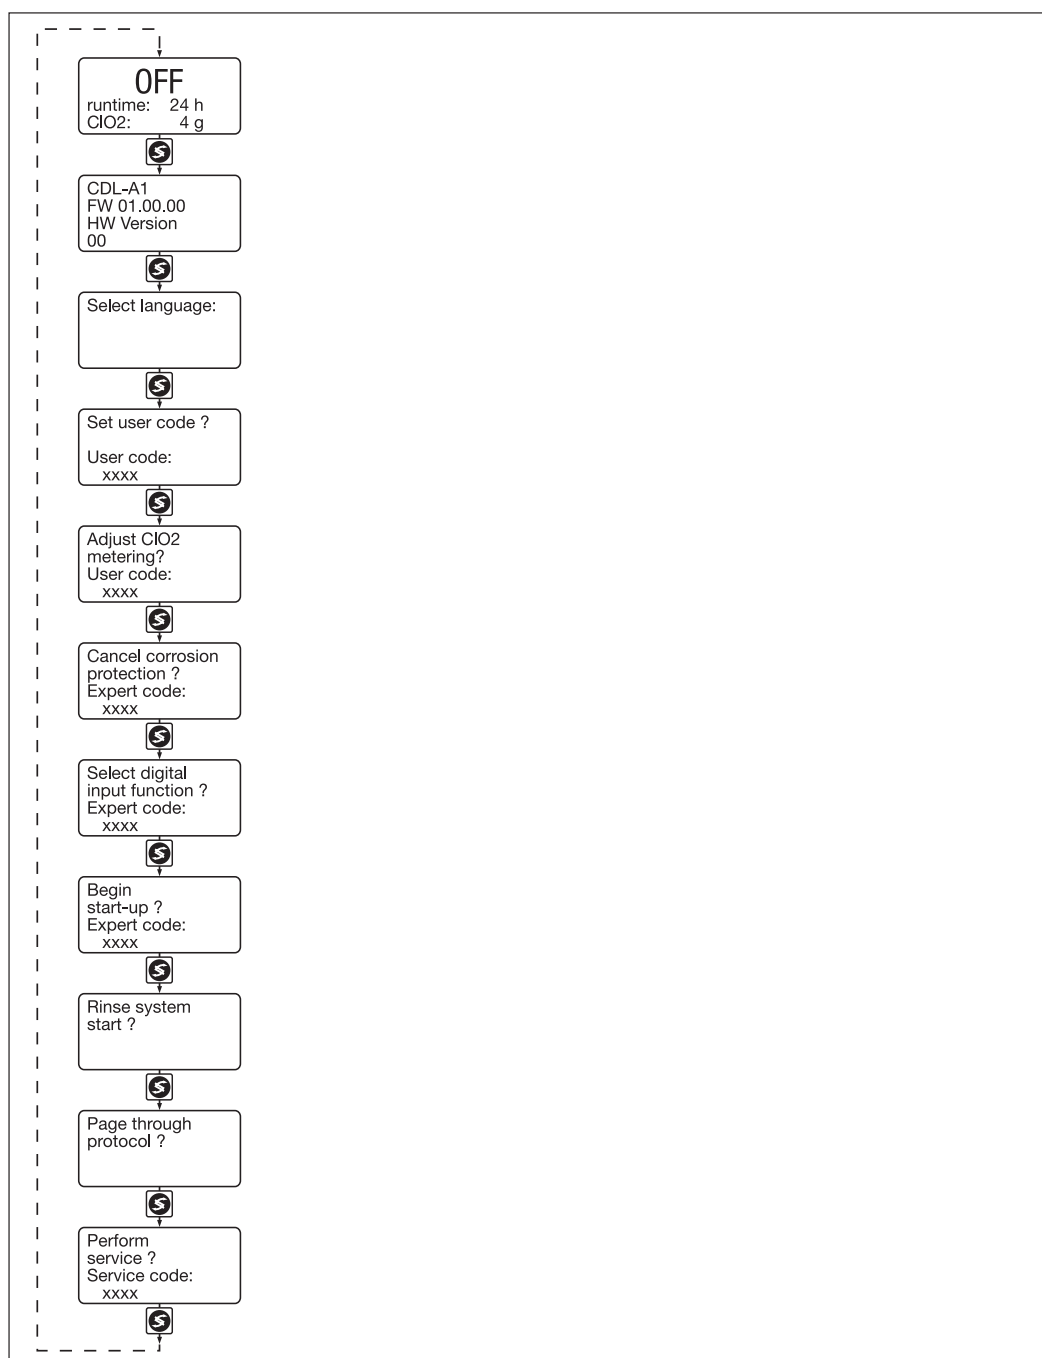 OFF
runtime: 24 h
ClO2: 4 g
CDL-A1
FW 01.00.00
HW Version
00
Select language:
Set user code ?
User code:
xxxx
Adjust ClO2
metering?
User code:
xxxx
Cancel corrosion
protection ?
Expert code:
xxxx
Select digital
input function ?
Expert code:
xxxx
Begin
start-up ?
Expert code:
xxxx
Rinse system
start ?
Page through
protocol ?
Perform
service ?
Service code:
xxxx